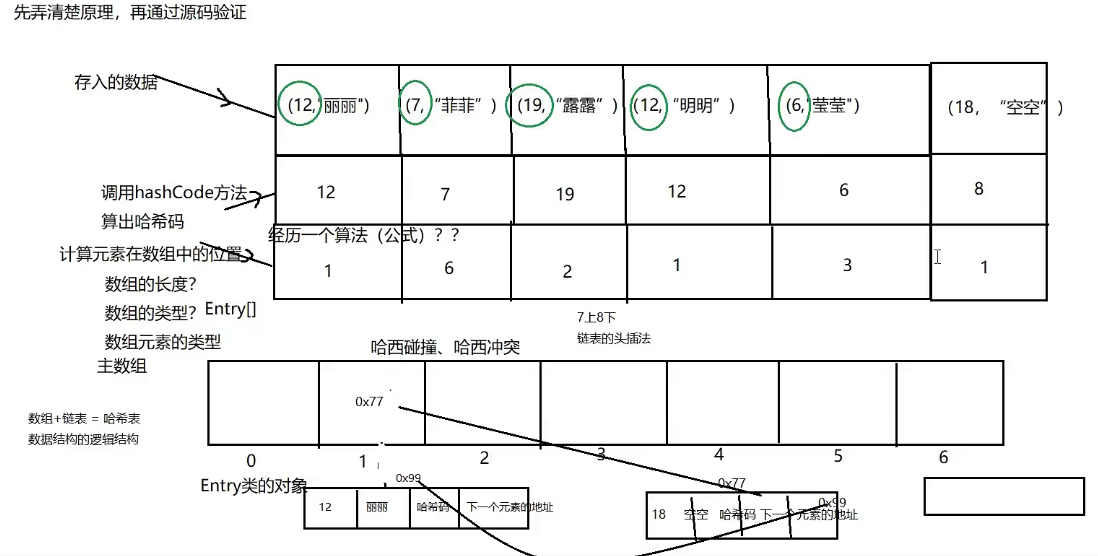 先弄清楚原理，再通过源码验证
存入的数据
(12,"丽丽")
(7, “菲菲” )
(19, “露露” )
(12, “明明” )
(6,"莹莹")
(18, “空空” )
调用hashCode方法
算出哈希码
12
7
19
12
6
8
经历一个算法（公式）？？
计算元素在数组中的位置
1
6
2
1
3
1
数组的长度?
数组的类型? Entry[]
数组元素的类型
主数组
7上8下
链表的头插法
哈西碰撞、哈西冲突
0x77
数组+链表 = 哈希表
数据结构的逻辑结构
0
1
2
3
4
5
6
Entry类的对象
0x99
12
丽丽
哈希码
下一个元素的地址
0x77
0x99
18
空空
哈希码
下一个元素的地址